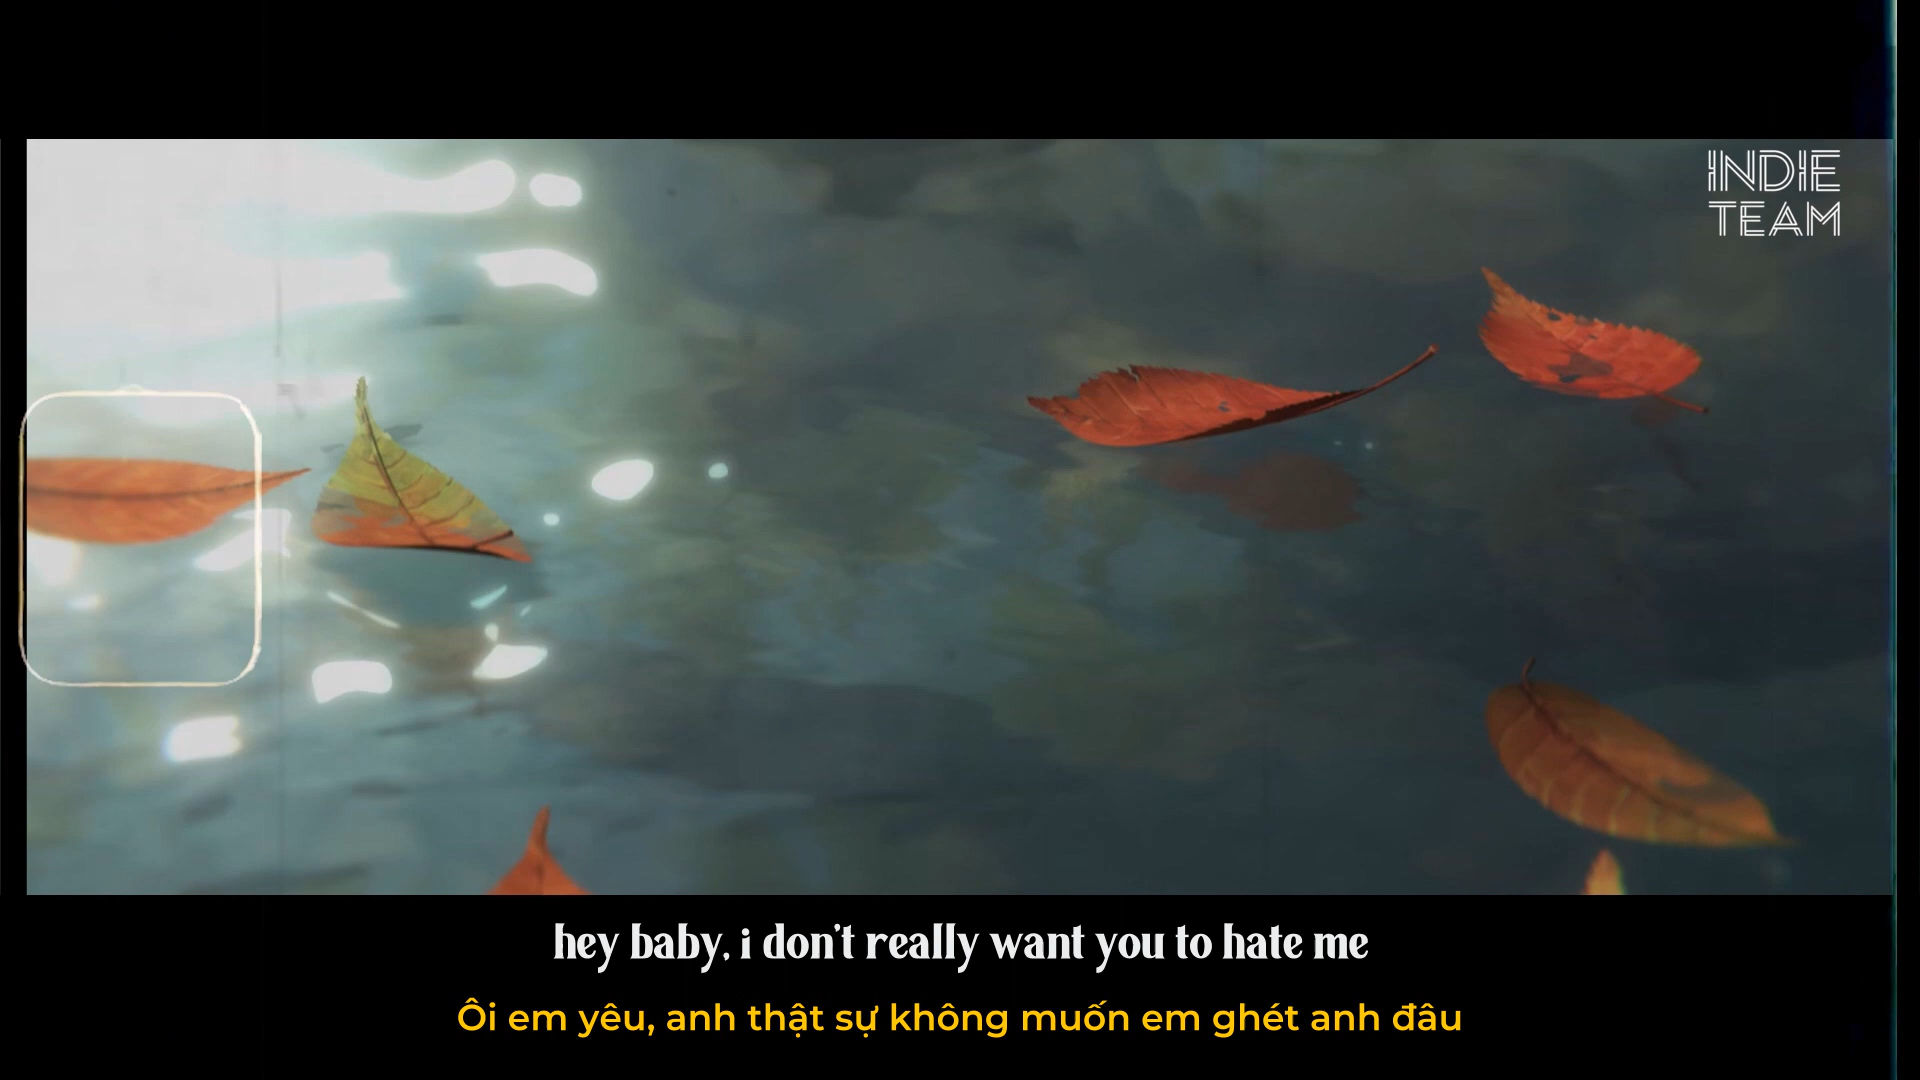 INDIE
TEAM
hey baby, i don't really want you to hate me
Ôi em yêu, anh thật sự không muốn em ghét anh đâu